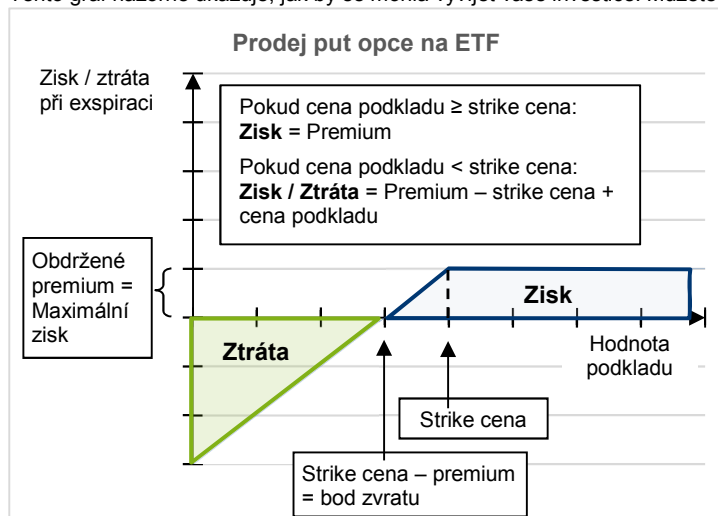 Prodej put opce na ETF
Zisk / ztráta
při exspiraci
Pokud cena podkladu ≥ strike cena:
Zisk = Premium
Pokud cena podkladu < strike cena:
Zisk / Ztráta = Premium – strike cena +
cena podkladu
Obdržené
premium =
Maximální
zisk
Zisk
Ztráta
Hodnota
podkladu
Strike cena
Strike cena – premium
= bod zvratu